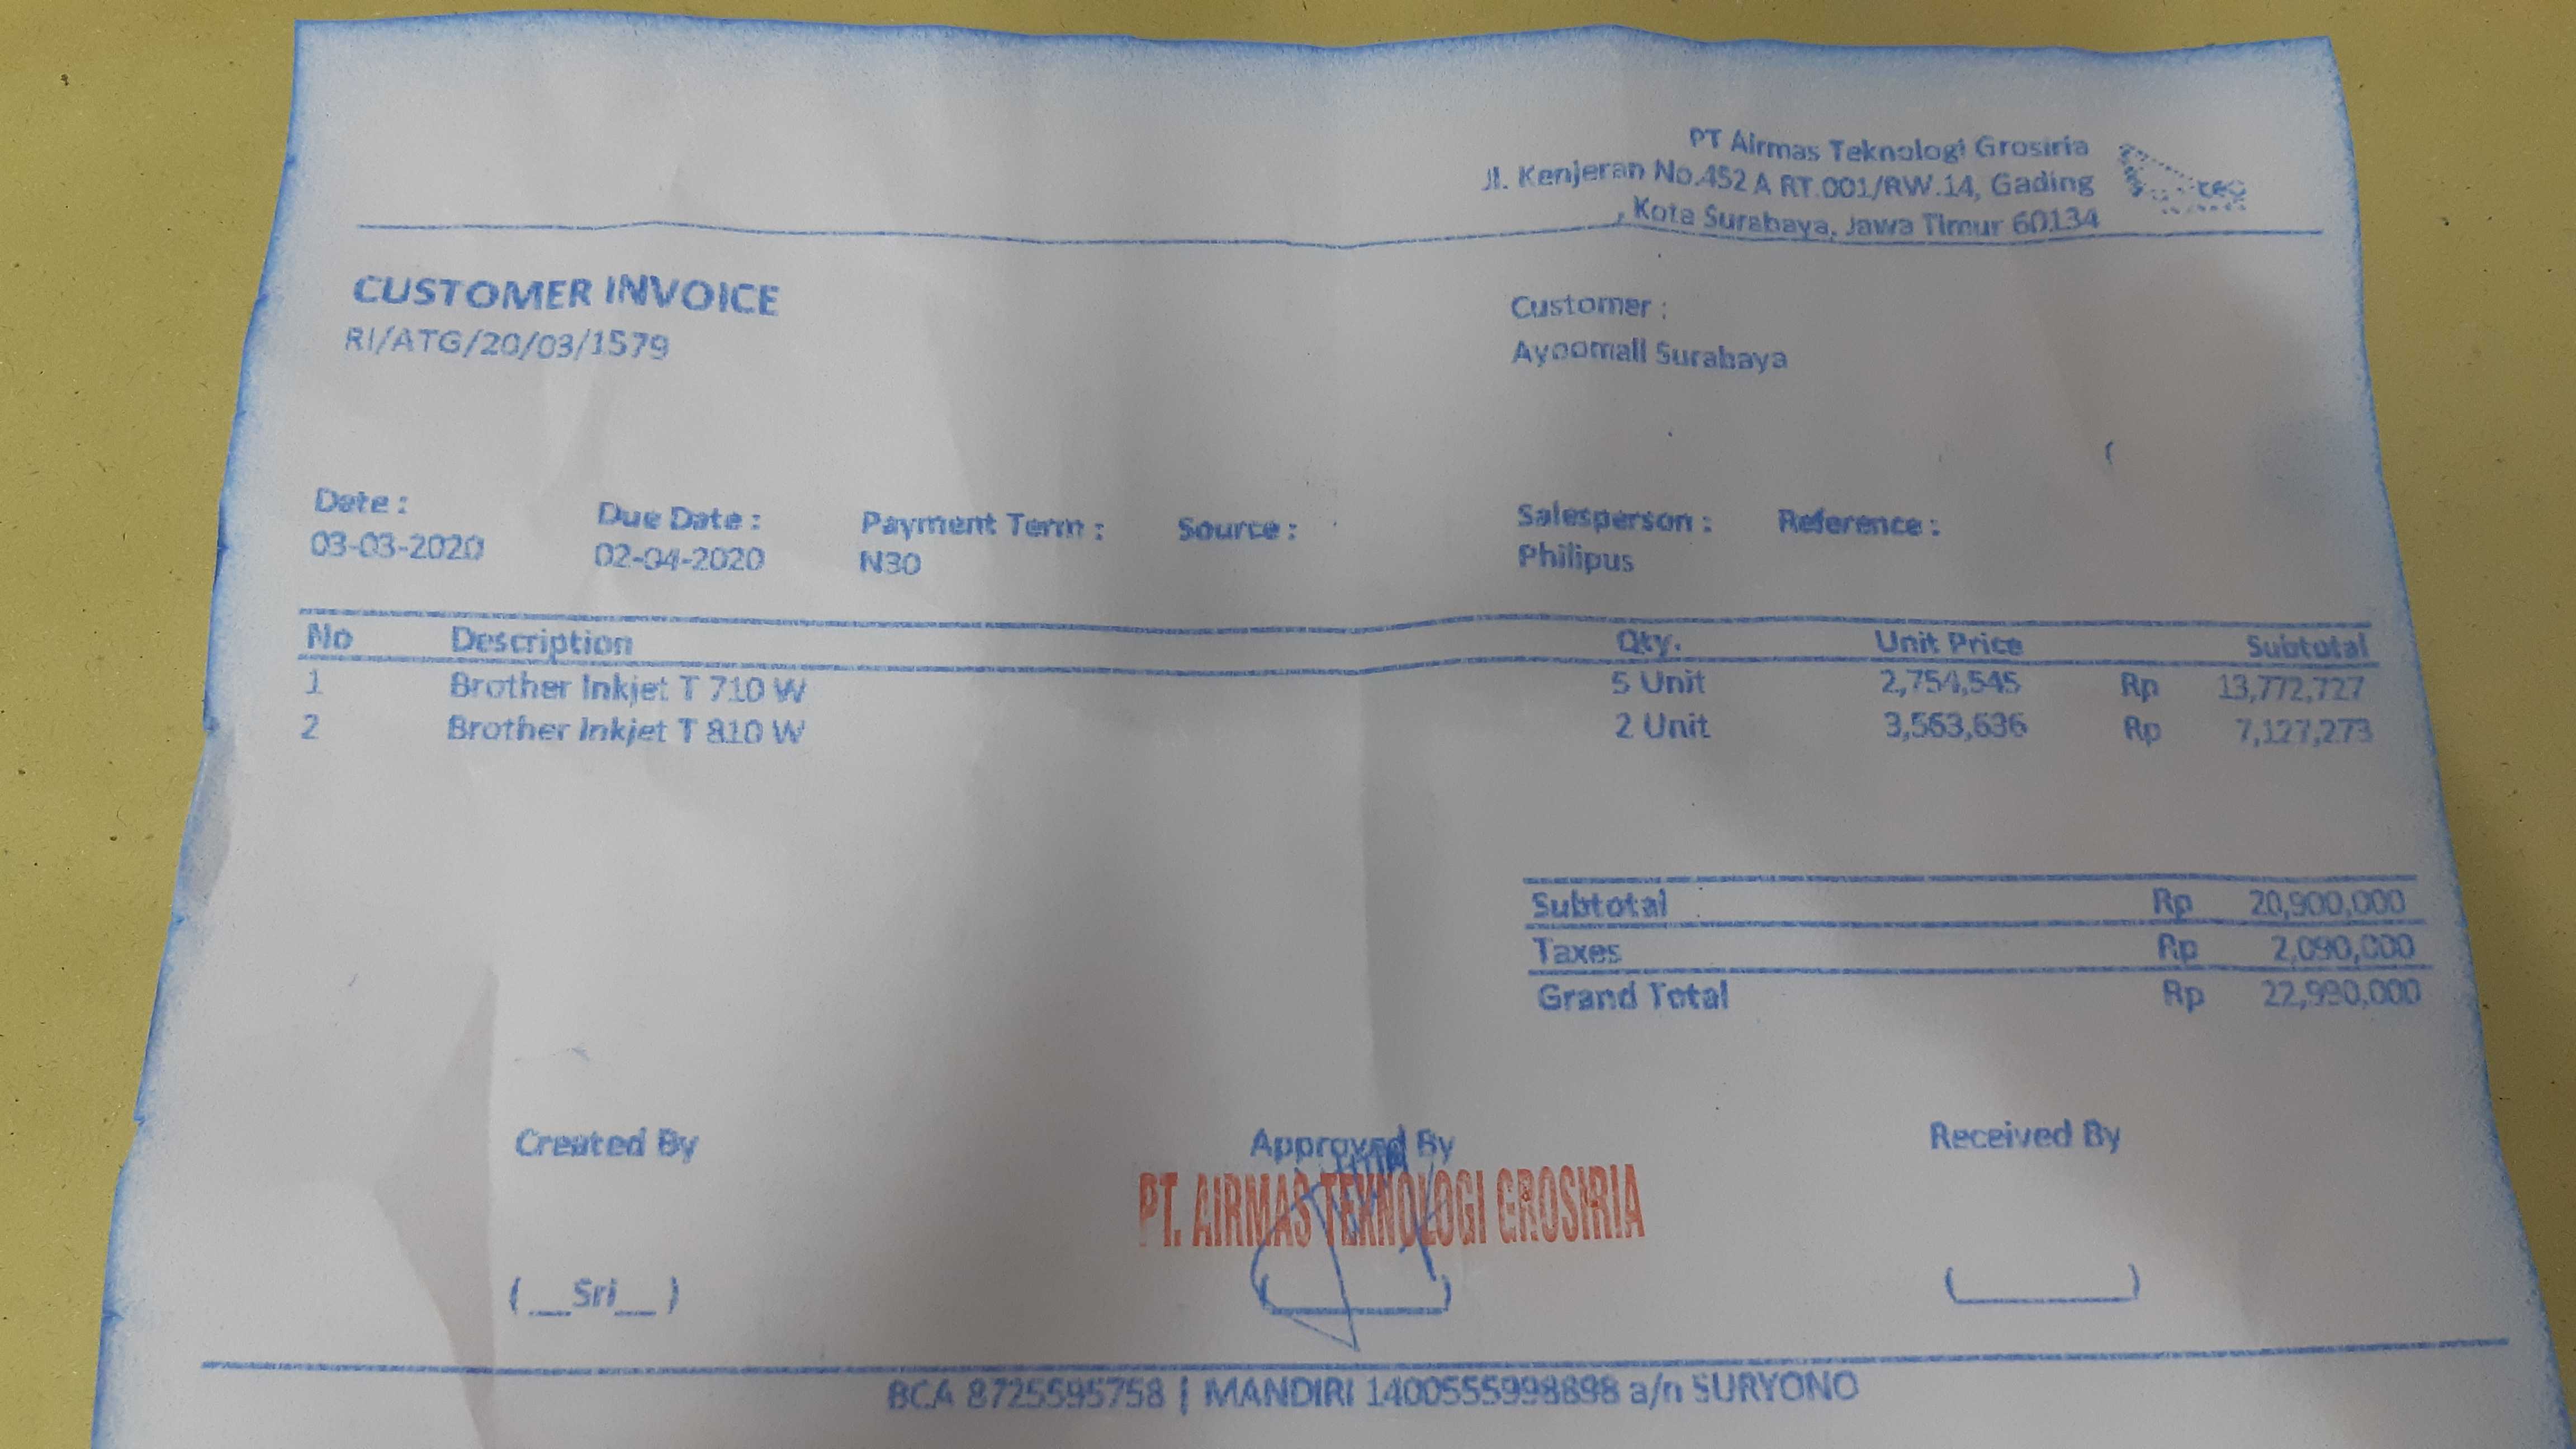 PT Airmas Teknologi Grosiria
Jl. Kenjeran No.452 A RT.001/RW.14, Gading
, Kota Surabaya, Jawa Timur 60134
CUSTOMER INVOICE
RI/ATG/20/03/1579
Customer :
Ayoomall Surabaya
Date : Due Date : Payment Term : Source : Salesperson : Reference :
03-03-2020 02-04-2020 N30 Philipus
No Description Qty. Unit Price Subtotal
1 Brother Inkjet T 710 W 5 Unit 2,754,545 Rp 13,772,727
2 Brother Inkjet T 810 W 2 Unit 3,563,636 Rp 7,127,273
Subtotal Rp 20,900,000
Taxes Rp 2,090,000
Grand Total Rp 22,990,000
Created By Approved By Received By
PT. AIRMAS TEKNOLOGI GROSIRIA
( __Sri__ ) (________) (________)
BCA 8725595758 | MANDIRI 1400555998898 a/n SURYONO